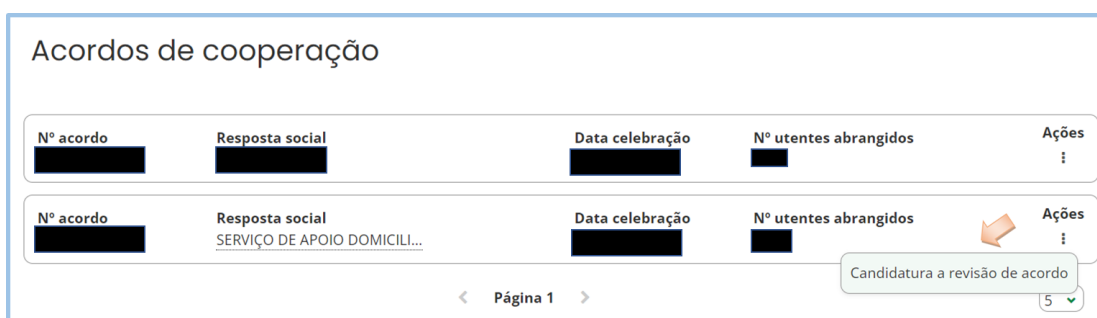 Acordos de cooperação
Nº acordo Resposta social Data celebração Nº utentes abrangidos Ações
Nº acordo Resposta social Data celebração Nº utentes abrangidos Ações
SERVIÇO DE APOIO DOMICILI...
Candidatura a revisão de acordo
Página 1
5